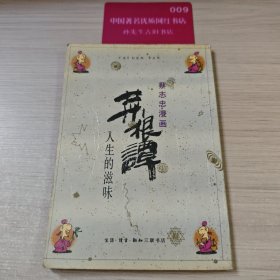 009
中国著名优质网红书店
孙先生古旧书店
蔡志忠漫画
菜根譚
人生的滋味
生活·读书·新知三联书店